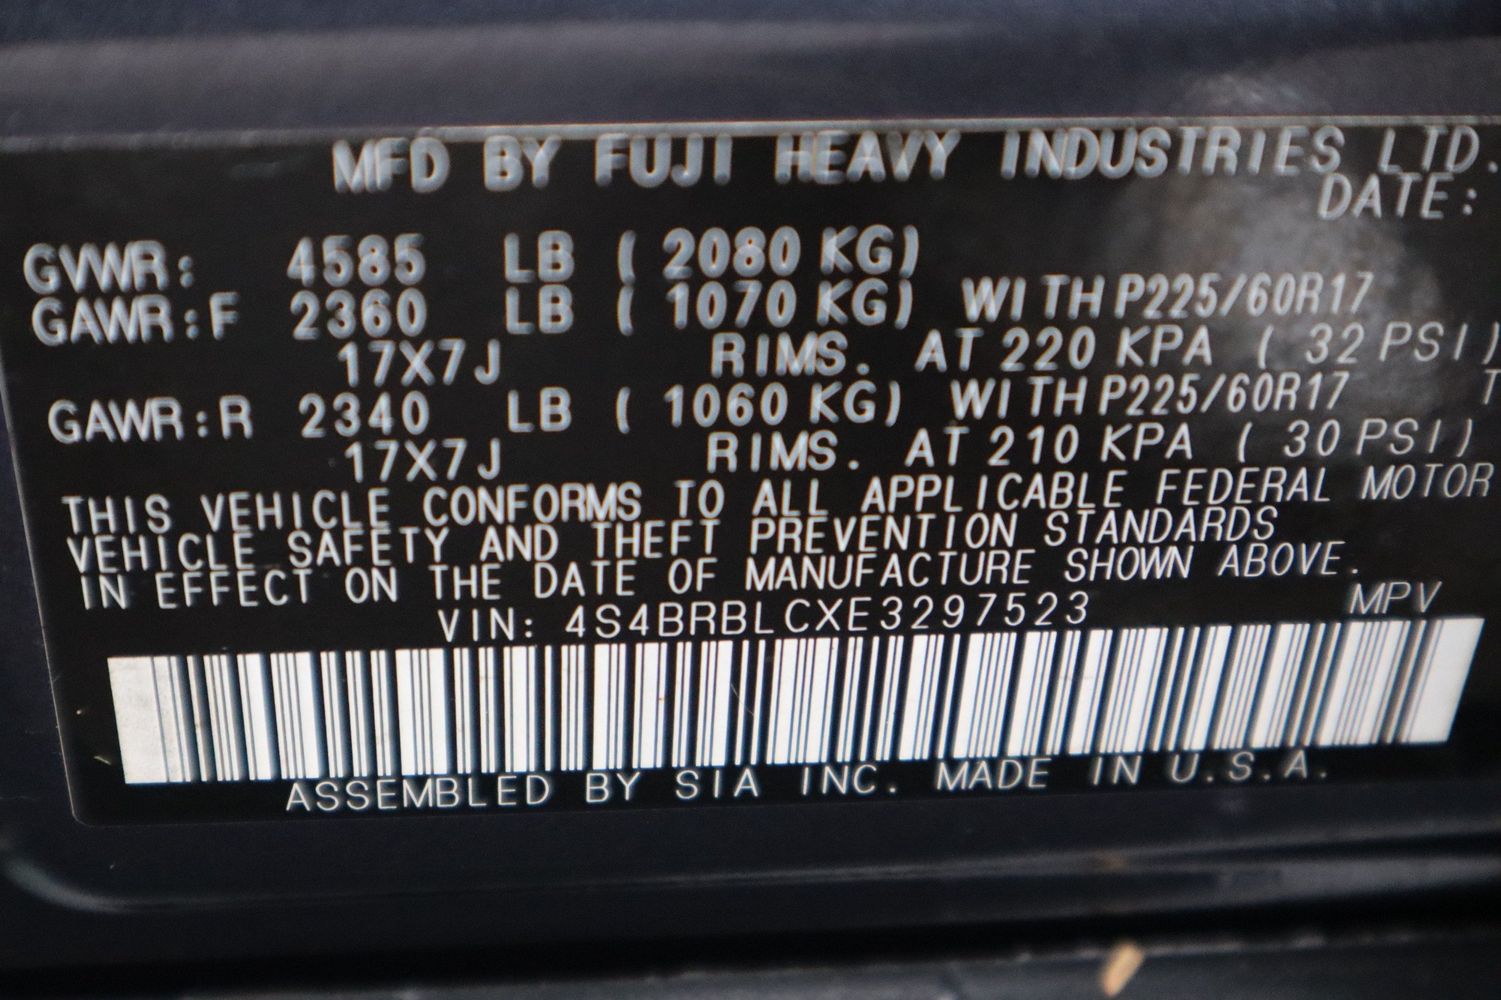 MFD BY FUJI HEAVY INDUSTRIES LTD.
DATE:
GVWR: 4585 LB ( 2080 KG)
GAWR:F 2360 LB ( 1070 KG) WITH P225/60R17
17X7J RIMS. AT 220 KPA ( 32 PSI)
GAWR:R 2340 LB ( 1060 KG) WITH P225/60R17 T
17X7J RIMS. AT 210 KPA ( 30 PSI)
THIS VEHICLE CONFORMS TO ALL APPLICABLE FEDERAL MOTOR
VEHICLE SAFETY AND THEFT PREVENTION STANDARDS
IN EFFECT ON THE DATE OF MANUFACTURE SHOWN ABOVE.
VIN: 4S4BRBLCXE3297523 MPV
ASSEMBLED BY SIA INC. MADE IN U.S.A.